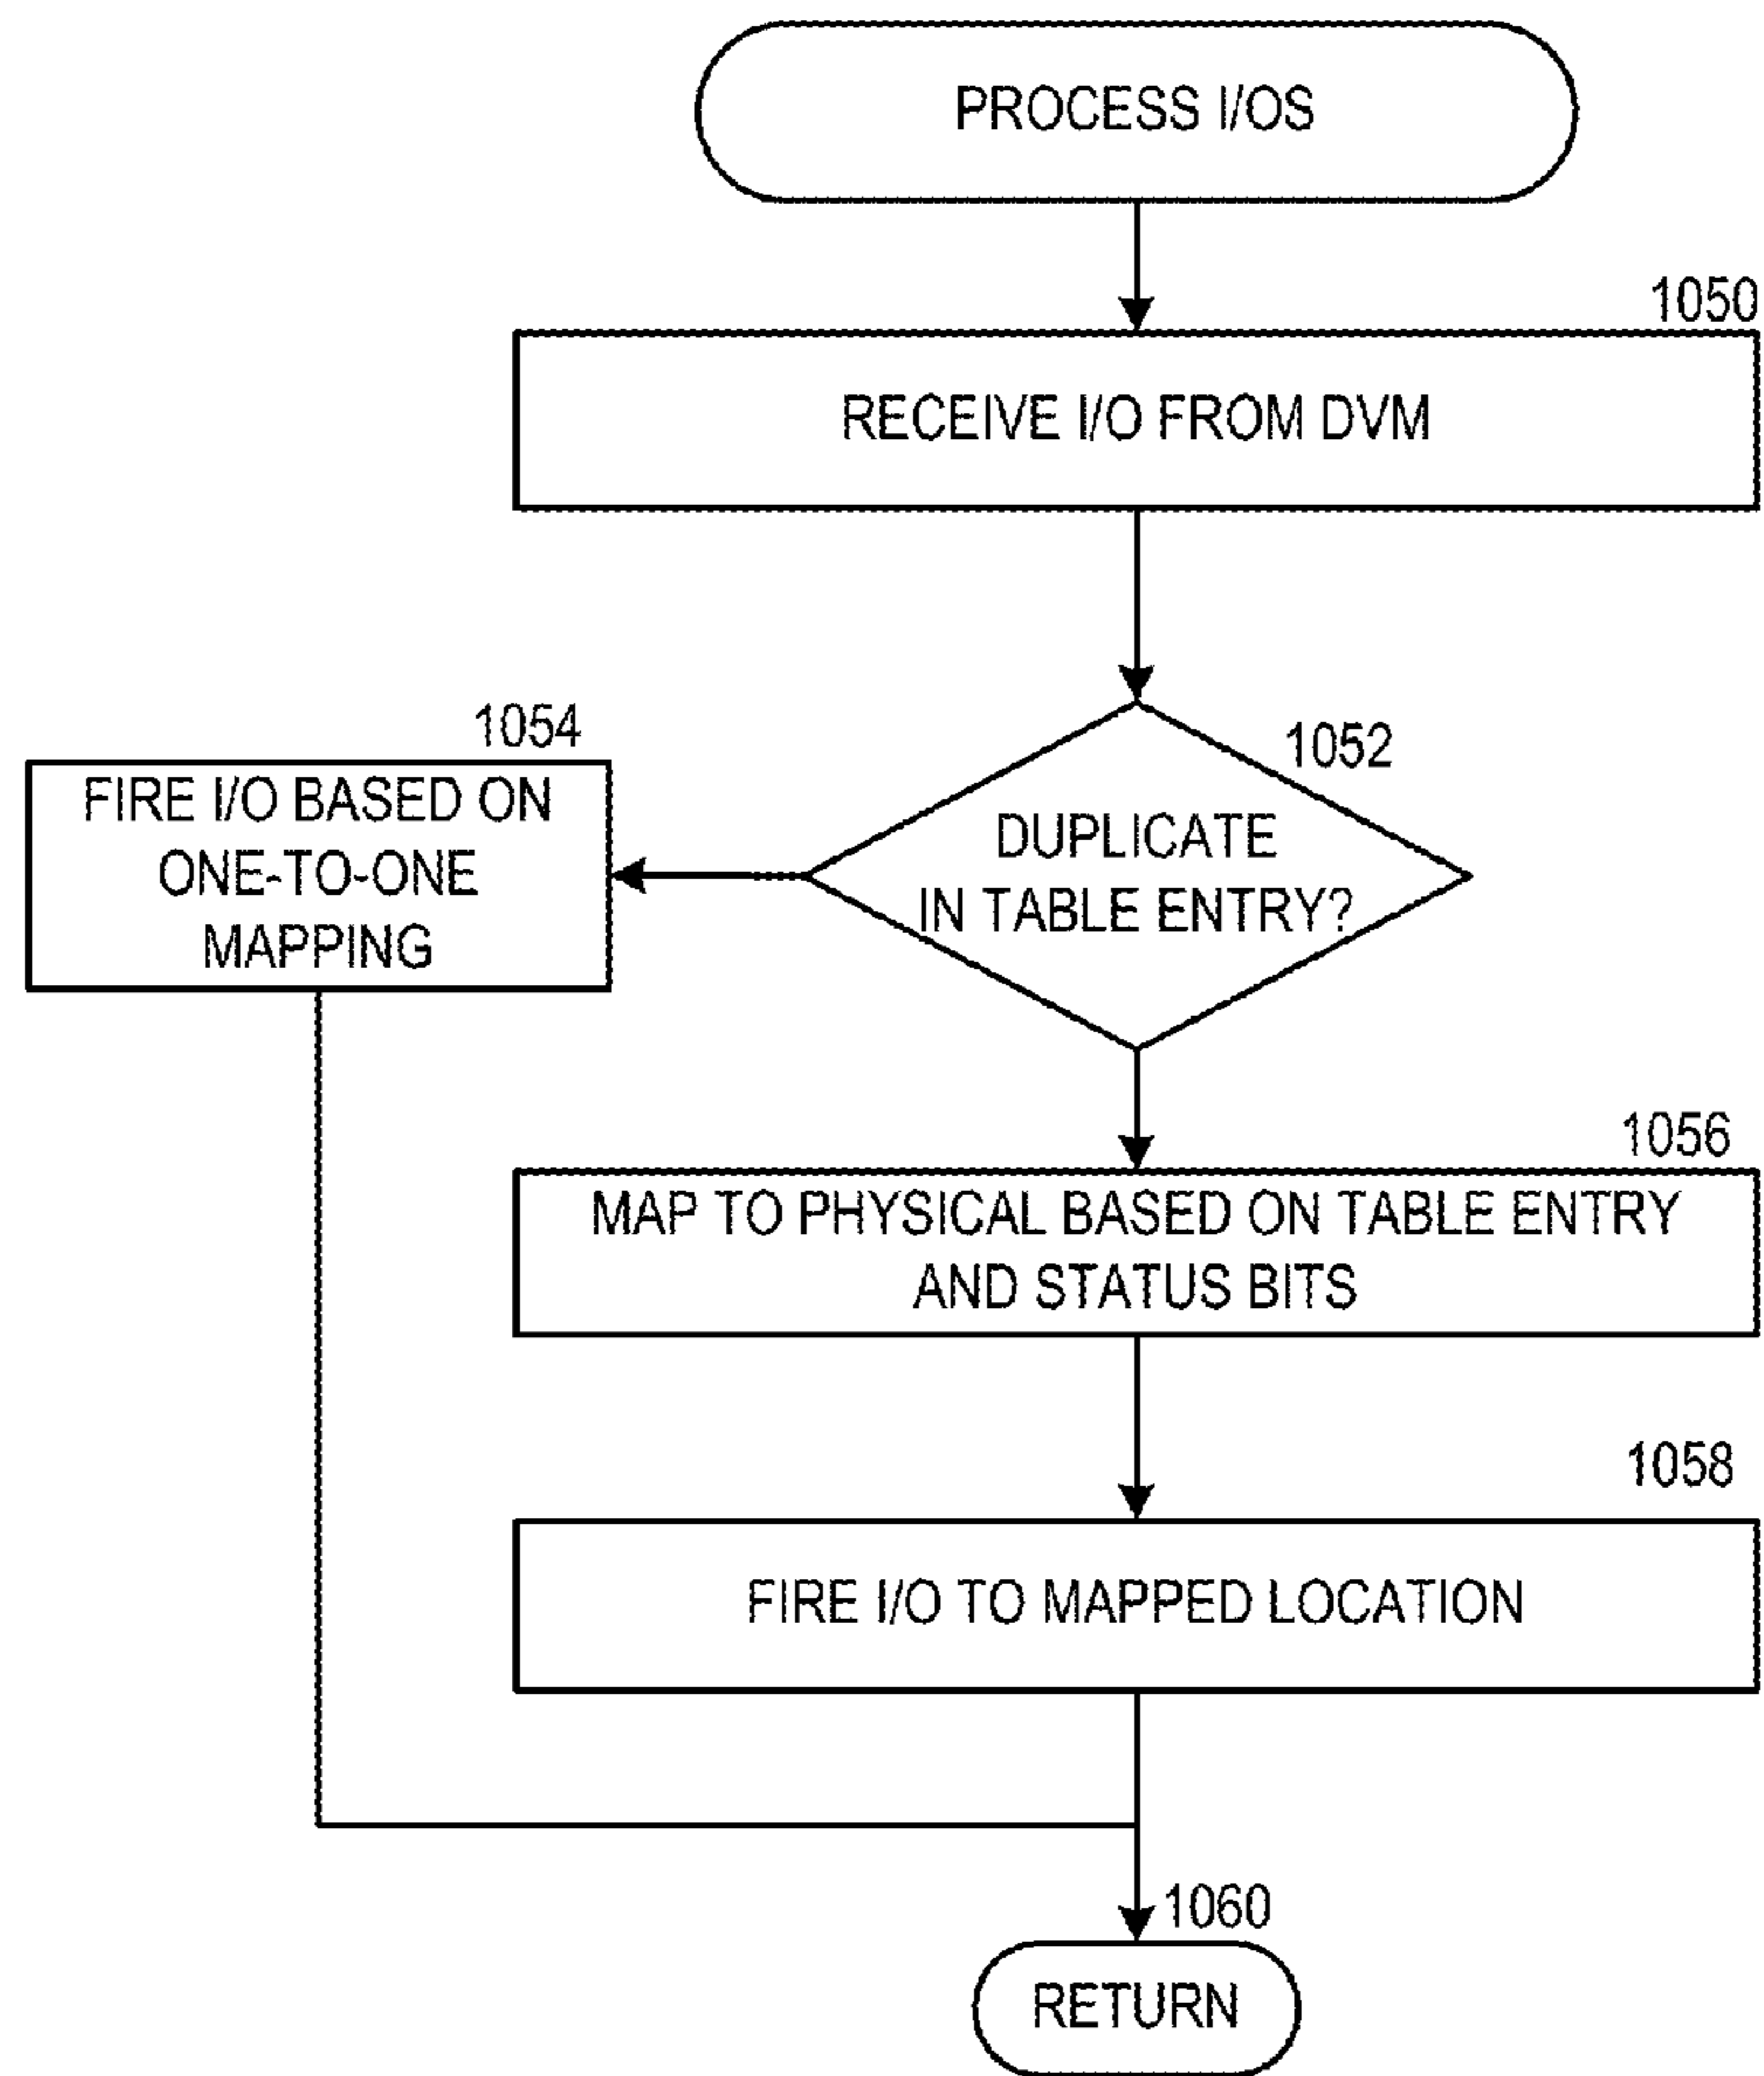 PROCESS I/OS
1050
RECEIVE I/O FROM DVM
1052
DUPLICATE
IN TABLE ENTRY?
1054
FIRE I/O BASED ON
ONE-TO-ONE
MAPPING
1056
MAP TO PHYSICAL BASED ON TABLE ENTRY
AND STATUS BITS
1058
FIRE I/O TO MAPPED LOCATION
1060
RETURN